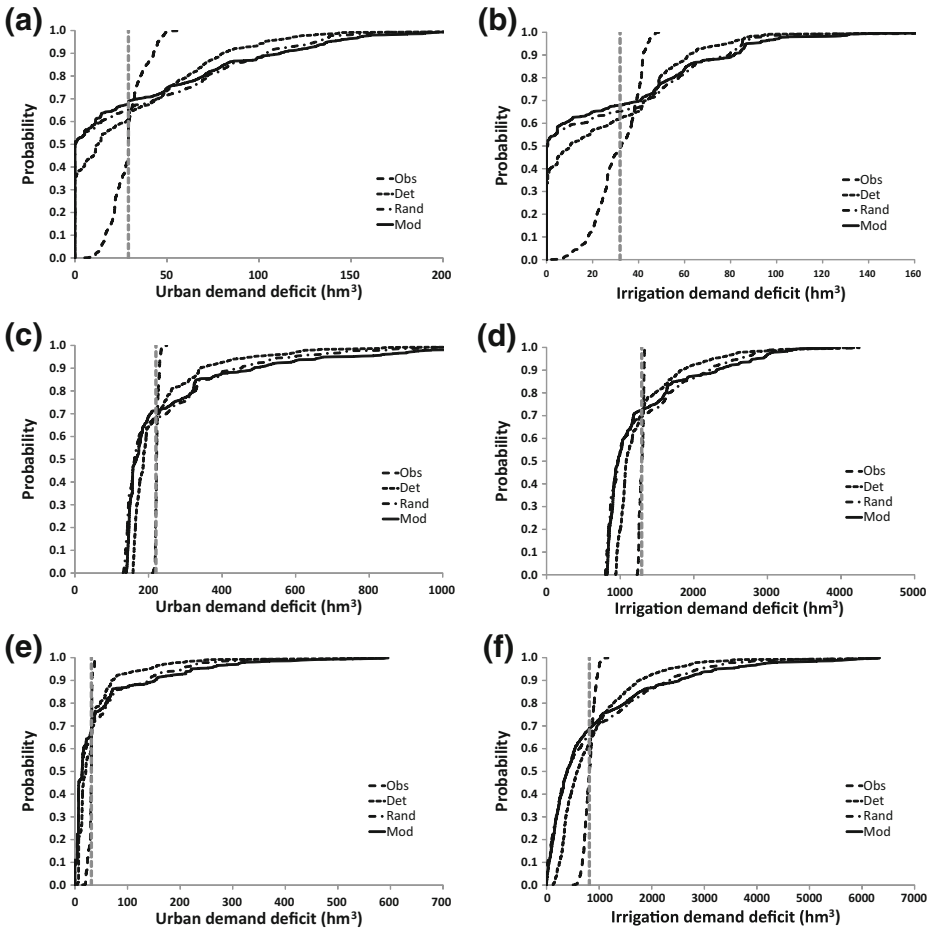 (a)
1.0
0.9
0.8
0.7
0.6
0.5
0.4
0.3
0.2
0.1
0.0
Probability
Obs
Det
Rand
Mod
0 50 100 150 200
Urban demand deficit (hm³)
(b)
1.0
0.9
0.8
0.7
0.6
0.5
0.4
0.3
0.2
0.1
0.0
Probability
Obs
Det
Rand
Mod
0 20 40 60 80 100 120 140 160
Irrigation demand deficit (hm³)
(c)
1.0
0.9
0.8
0.7
0.6
0.5
0.4
0.3
0.2
0.1
0.0
Probability
Obs
Det
Rand
Mod
0 200 400 600 800 1000
Urban demand deficit (hm³)
(d)
1.0
0.9
0.8
0.7
0.6
0.5
0.4
0.3
0.2
0.1
0.0
Probability
Obs
Det
Rand
Mod
0 1000 2000 3000 4000 5000
Irrigation demand deficit (hm³)
(e)
1.0
0.9
0.8
0.7
0.6
0.5
0.4
0.3
0.2
0.1
0.0
Probability
Obs
Det
Rand
Mod
0 100 200 300 400 500 600 700
Urban demand deficit (hm³)
(f)
1.0
0.9
0.8
0.7
0.6
0.5
0.4
0.3
0.2
0.1
0.0
Probability
Obs
Det
Rand
Mod
0 1000 2000 3000 4000 5000 6000 7000
Irrigation demand deficit (hm³)